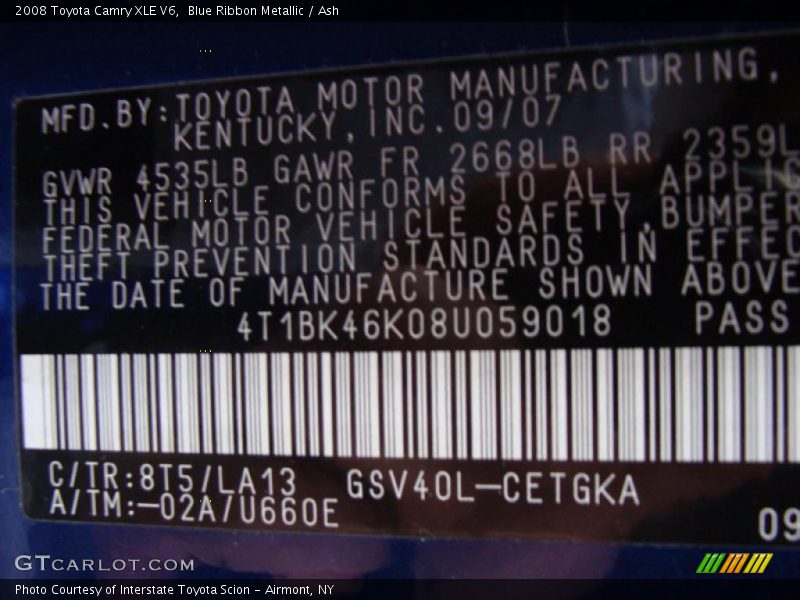 2008 Toyota Camry XLE V6,  Blue Ribbon Metallic / Ash
MFD.BY:TOYOTA MOTOR MANUFACTURING,
KENTUCKY,INC.09/07
GVWR 4535LB GAWR FR 2668LB RR 2359L
THIS VEHICLE CONFORMS TO ALL APPLIC
FEDERAL MOTOR VEHICLE SAFETY,BUMPER
THEFT PREVENTION STANDARDS IN EFFEC
THE DATE OF MANUFACTURE SHOWN ABOVE
4T1BK46K08U059018 PASS
C/TR:8T5/LA13 GSV40L-CETGKA
A/TM:-02A/U660E
09
GTCARLOT.COM
Photo Courtesy of Interstate Toyota Scion - Airmont, NY